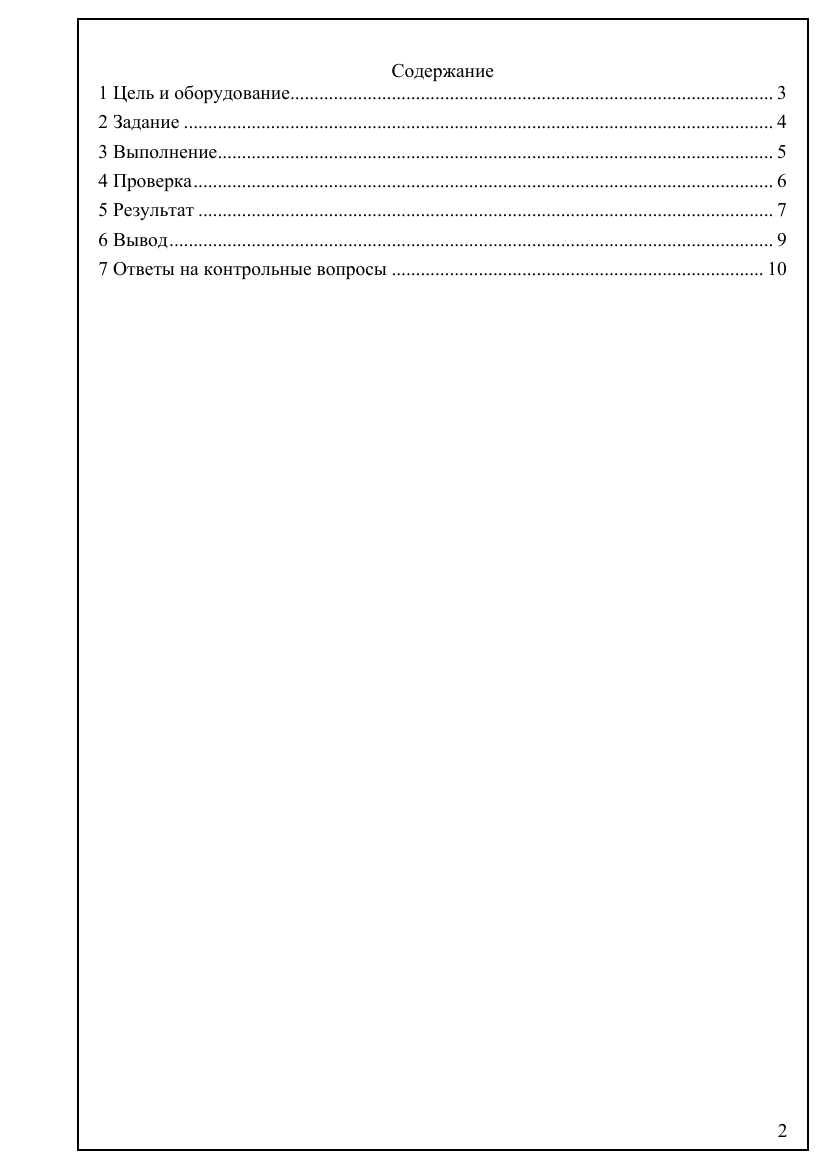 Содержание
1 Цель и оборудование.................................................................................................... 3
2 Задание .......................................................................................................................... 4
3 Выполнение................................................................................................................... 5
4 Проверка........................................................................................................................ 6
5 Результат ....................................................................................................................... 7
6 Вывод............................................................................................................................. 9
7 Ответы на контрольные вопросы ............................................................................. 10
2